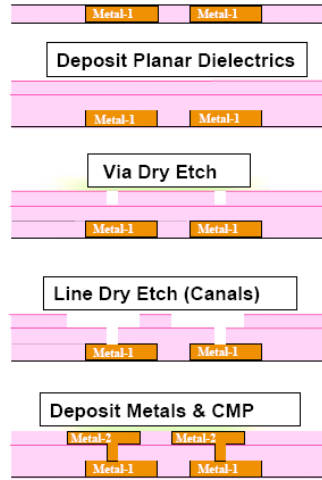 Metal-1 Metal-1
Deposit Planar Dielectrics
Metal-1 Metal-1
Via Dry Etch
Metal-1 Metal-1
Line Dry Etch (Canals)
Metal-1 Metal-1
Deposit Metals & CMP
Metal-2 Metal-2
Metal-1 Metal-1